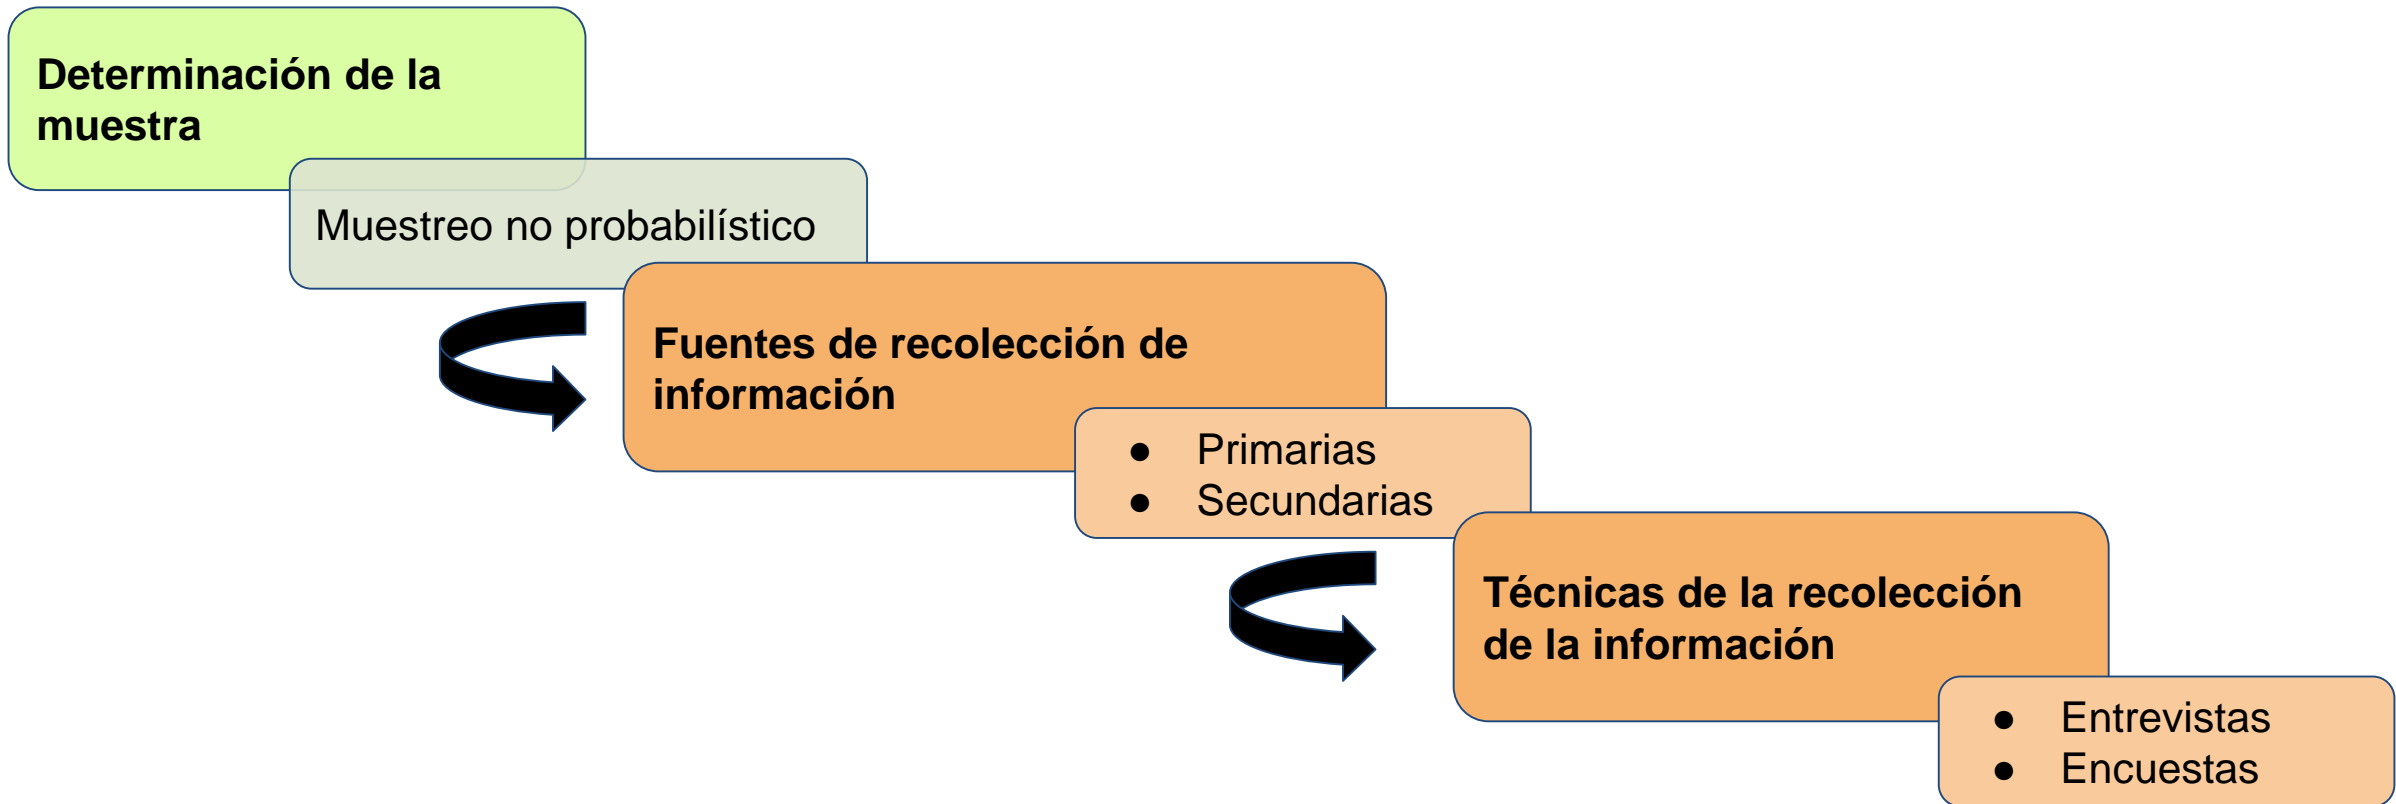 Determinación de la
muestra
Muestreo no probabilístico
Fuentes de recolección de
información
● Primarias
● Secundarias
Técnicas de la recolección
de la información
● Entrevistas
● Encuestas